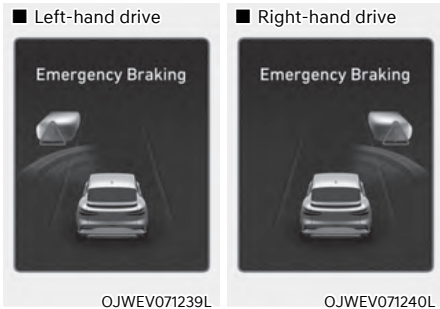 ■ Left-hand drive
Emergency Braking
OJWEV071239L
■ Right-hand drive
Emergency Braking
OJWEV071240L